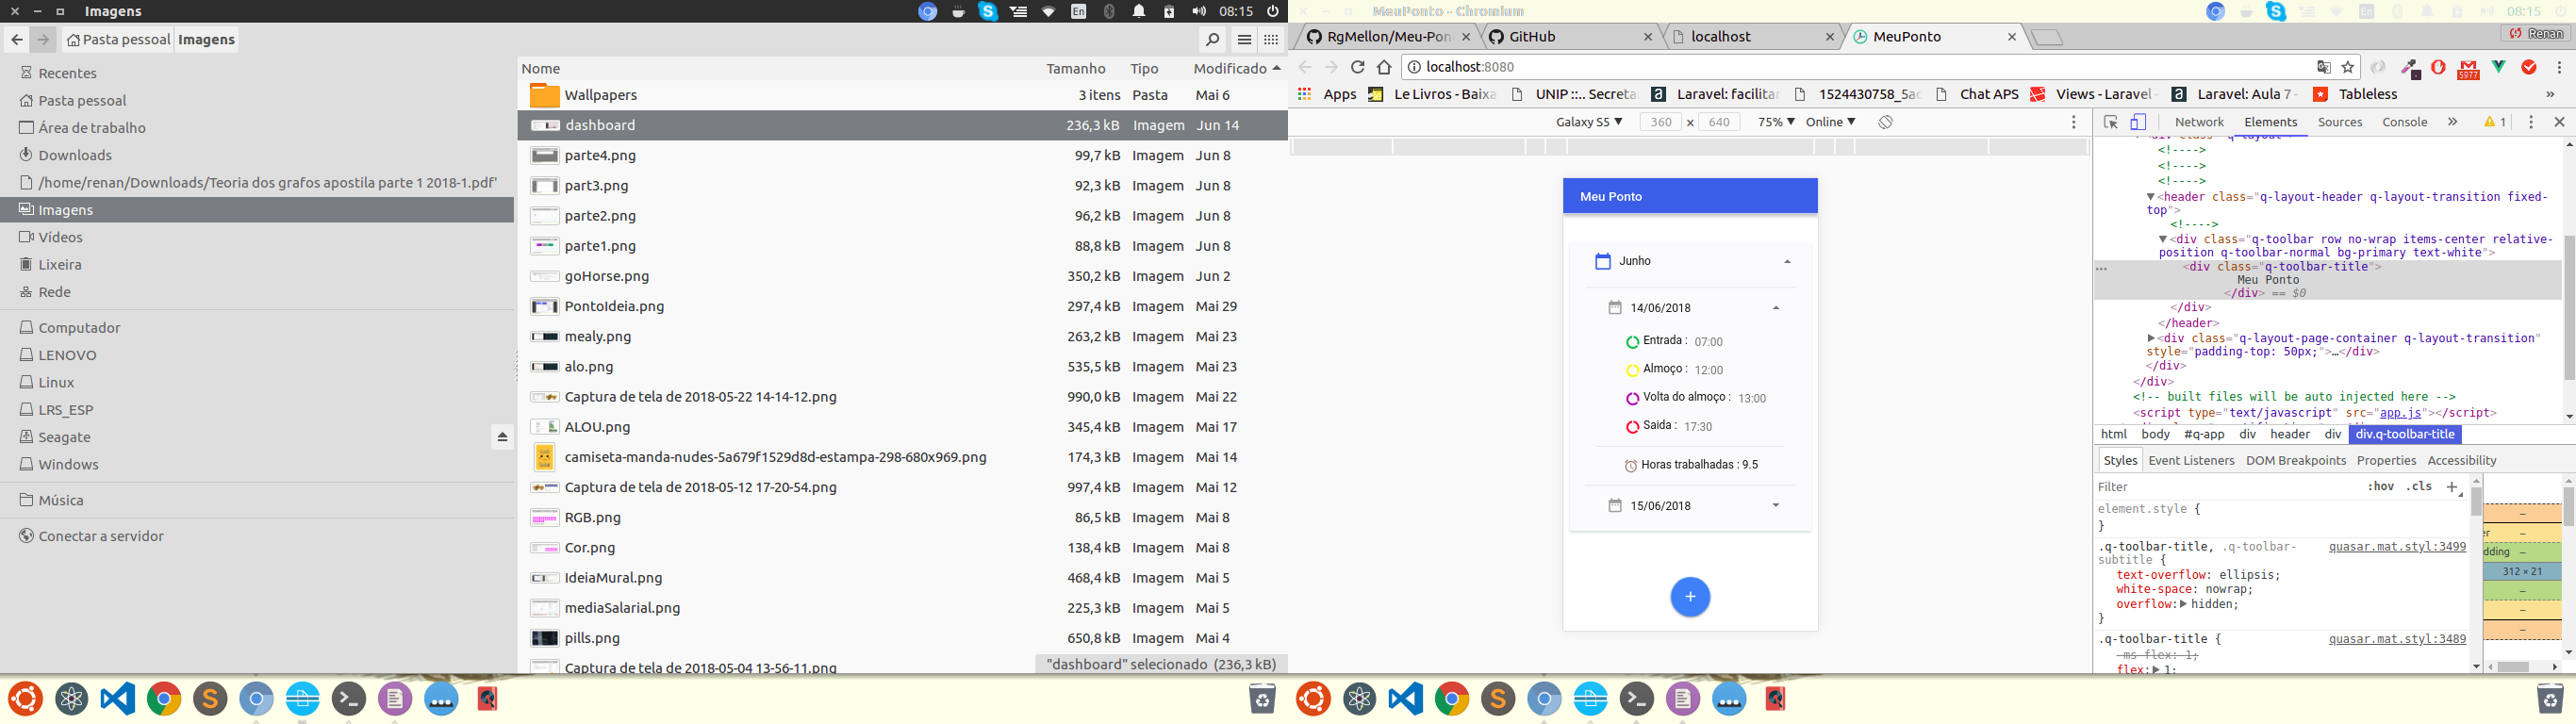 Imagens
En
08:15
Pasta pessoal
Imagens
Recentes
Pasta pessoal
Área de trabalho
Downloads
/home/renan/Downloads/Teoria dos grafos apostila parte 1 2018-1.pdf'
Imagens
Vídeos
Lixeira
Rede
Computador
LENOVO
Linux
LRS_ESP
Seagate
Windows
Música
Conectar a servidor
Nome Tamanho Tipo Modificado
Wallpapers 3 itens Pasta Mai 6
dashboard 236,3 kB Imagem Jun 14
parte4.png 99,7 kB Imagem Jun 8
part3.png 92,3 kB Imagem Jun 8
parte2.png 96,2 kB Imagem Jun 8
parte1.png 88,8 kB Imagem Jun 8
goHorse.png 350,2 kB Imagem Jun 2
PontoIdeia.png 297,4 kB Imagem Mai 29
mealy.png 263,2 kB Imagem Mai 23
alo.png 535,5 kB Imagem Mai 23
Captura de tela de 2018-05-22 14-14-12.png 990,0 kB Imagem Mai 22
ALOU.png 345,4 kB Imagem Mai 17
camiseta-manda-nudes-5a679f1529d8d-estampa-298-680x969.png 174,3 kB Imagem Mai 14
Captura de tela de 2018-05-12 17-20-54.png 997,4 kB Imagem Mai 12
RGB.png 86,5 kB Imagem Mai 8
Cor.png 138,4 kB Imagem Mai 8
IdeiaMural.png 468,4 kB Imagem Mai 5
mediaSalarial.png 225,3 kB Imagem Mai 5
pills.png 650,8 kB Imagem Mai 4
Captura de tela de 2018-05-04 13-56-11.png
"dashboard" selecionado (236,3 kB)
MeuPonto - Chromium
En
08:15
RgMellon/Meu-Pon
GitHub
localhost
MeuPonto
Renan
localhost:8080
5977
Apps
Le Livros - Baixa
UNIP ::.. Secreta
Laravel: facilitar
1524430758_5ac
Chat APS
Views - Laravel
Laravel: Aula 7 -
Tableless
»
Galaxy S5 360 × 640 75% Online
Meu Ponto
Junho
14/06/2018
Entrada : 07:00
Almoço : 12:00
Volta do almoço : 13:00
Saida : 17:30
Horas trabalhadas : 9.5
15/06/2018
+
Network Elements Sources Console » 1
<!---->
<!---->
<!---->
<header class="q-layout-header q-layout-transition fixed-
top">
<!---->
<div class="q-toolbar row no-wrap items-center relative-
position q-toolbar-normal bg-primary text-white">
<div class="q-toolbar-title">
Meu Ponto
</div> == $0
</div>
</header>
<div class="q-layout-page-container q-layout-transition"
style="padding-top: 50px;">…</div>
</div>
</div>
<!-- built files will be auto injected here -->
<script type="text/javascript" src="app.js"></script>
html body #q-app div header div div.q-toolbar-title
Styles Event Listeners DOM Breakpoints Properties Accessibility
Filter :hov .cls +
element.style {
}
.q-toolbar-title, .q-toolbar- quasar.mat.styl:3499
subtitle {
text-overflow: ellipsis;
white-space: nowrap;
overflow: hidden;
}
.q-toolbar-title { quasar.mat.styl:3489
-ms-flex: 1;
flex: 1;
er
dding
312 × 21